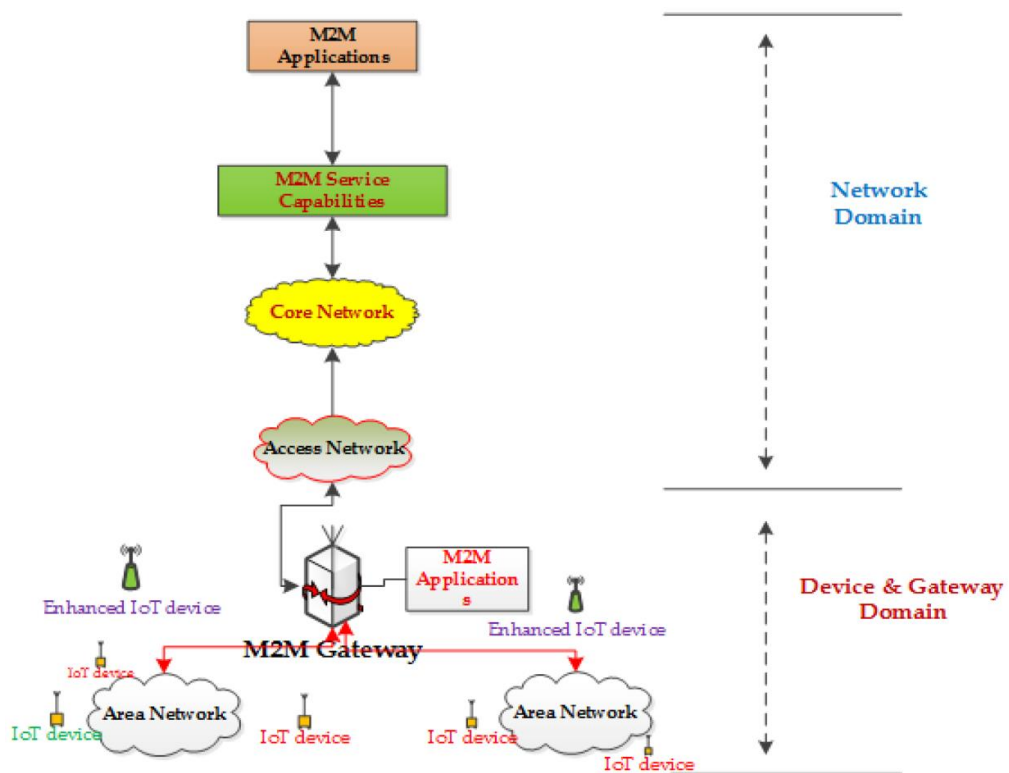 M2M
Applications
M2M Service
Capabilities
Network
Domain
Core Network
Access Network
M2M
Application
s
Device & Gateway
Domain
Enhanced IoT device
Enhanced IoT device
M2M Gateway
IoT device
Area Network
Area Network
IoT device
IoT device
IoT device
IoT device